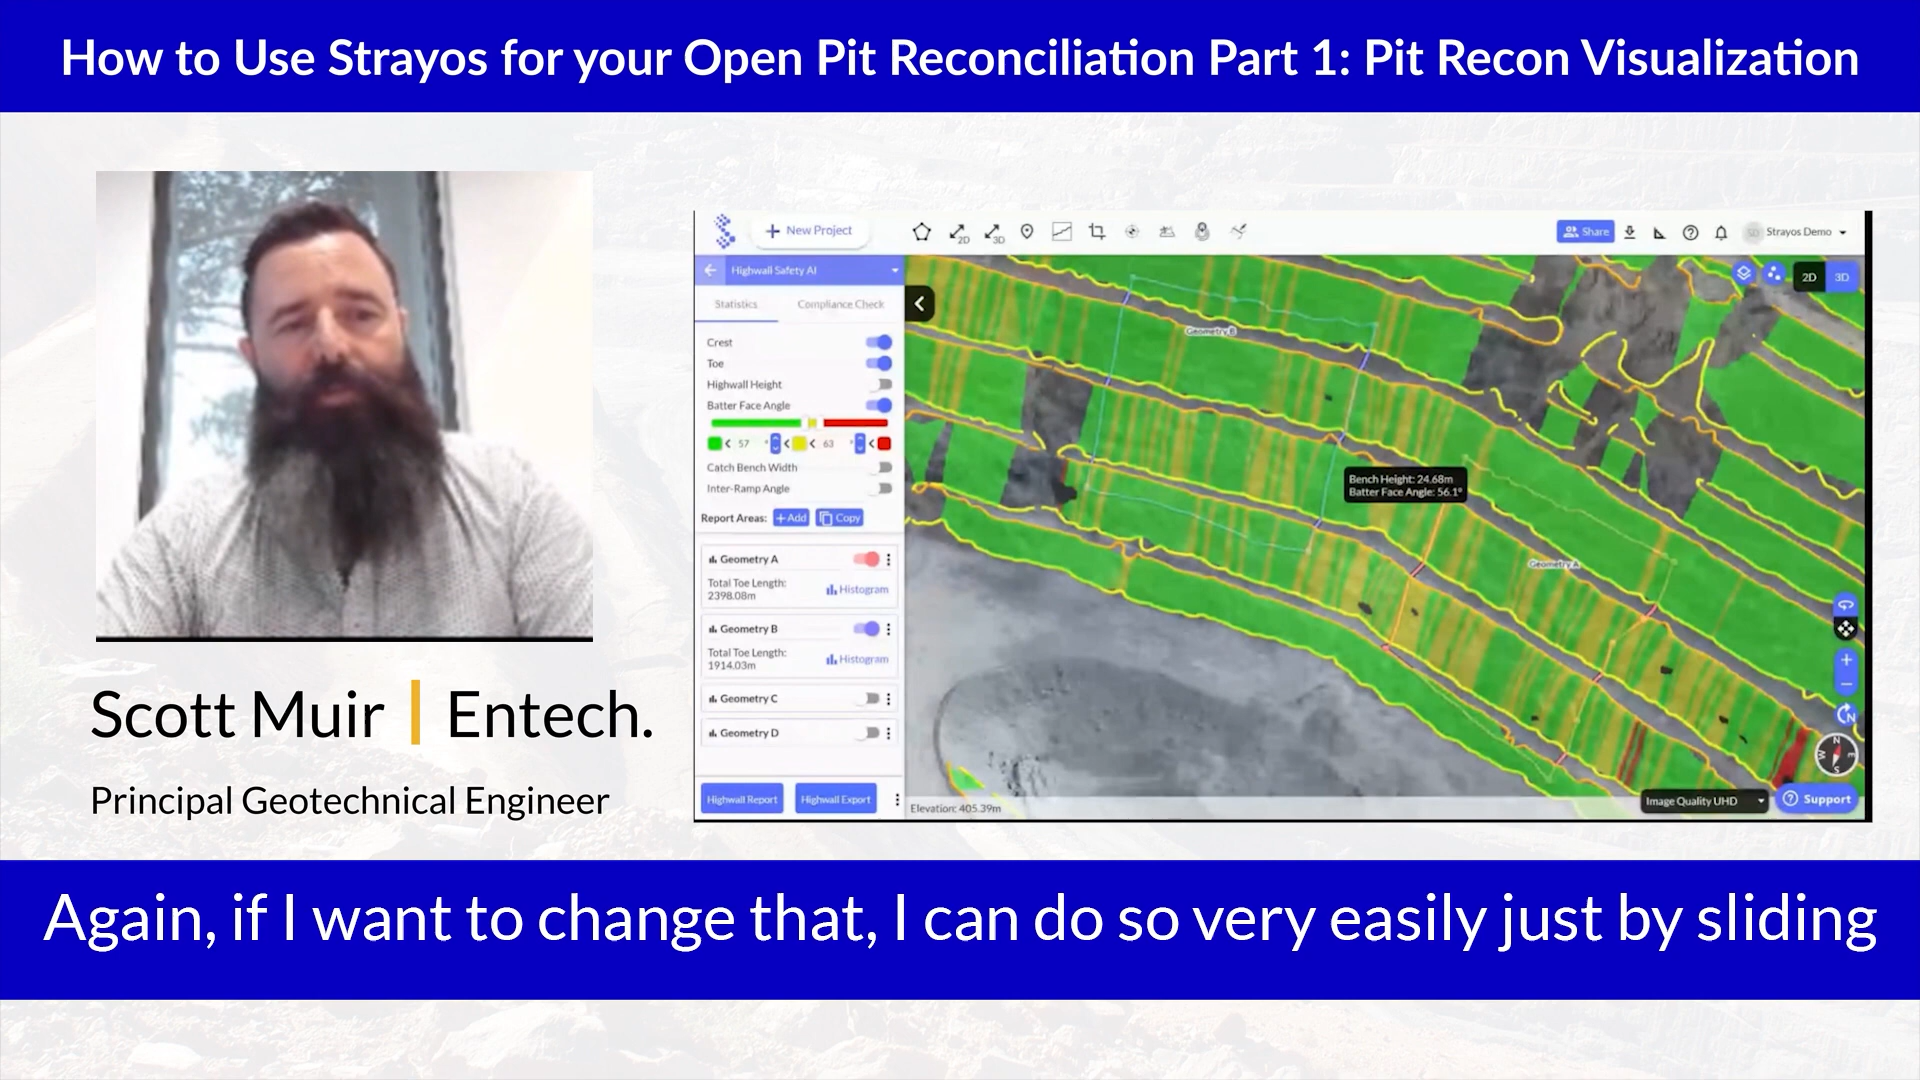 How to Use Strayos for your Open Pit Reconciliation Part 1: Pit Recon Visualization
New Project
2D
3D
Share
Strayos Demo
Highwall Safety AI
Statistics Compliance Check
Crest
Toe
Highwall Height
Batter Face Angle
< 57 ° < < 63 ° <
Catch Bench Width
Inter-Ramp Angle
Report Areas: +Add Copy
Geometry A
Total Toe Length:
2398.08m
Histogram
Geometry B
Total Toe Length:
1914.03m
Histogram
Geometry C
Geometry D
Highwall Report Highwall Export
2D 3D
Geometry B
Bench Height: 24.68m
Batter Face Angle: 56.1°
Geometry A
N
N
E
S
W
Elevation: 405.39m
Image Quality UHD
Support
Scott Muir | Entech.
Principal Geotechnical Engineer
Again, if I want to change that, I can do so very easily just by sliding